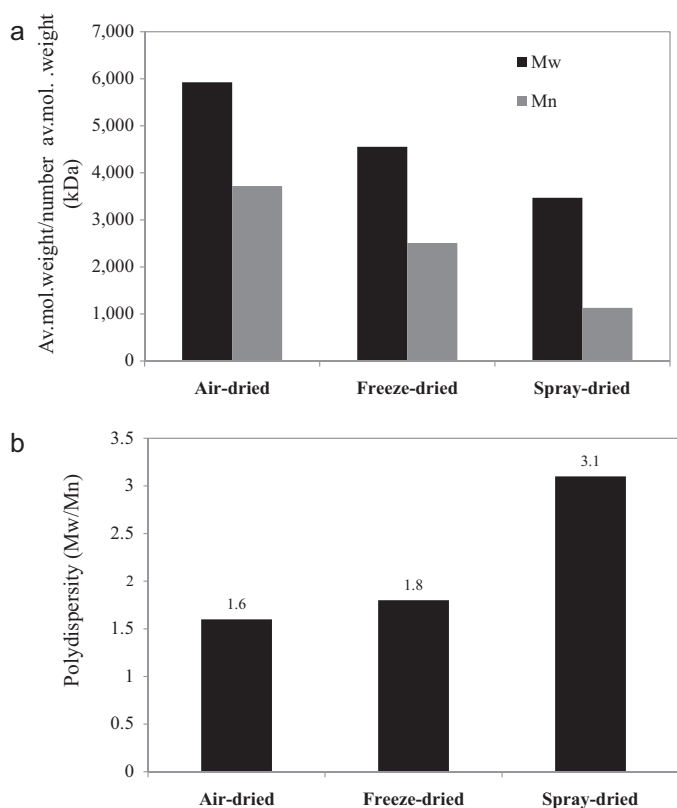 a
Av.mol.weight/number av.mol. .weight
(kDa)
7,000
6,000
5,000
4,000
3,000
2,000
1,000
0
Mw
Mn
Air-dried Freeze-dried Spray-dried
b
Polydispersity (Mw/Mn)
3.5
3
2.5
2
1.5
1
0.5
0
1.6
1.8
3.1
Air-dried Freeze-dried Spray-dried